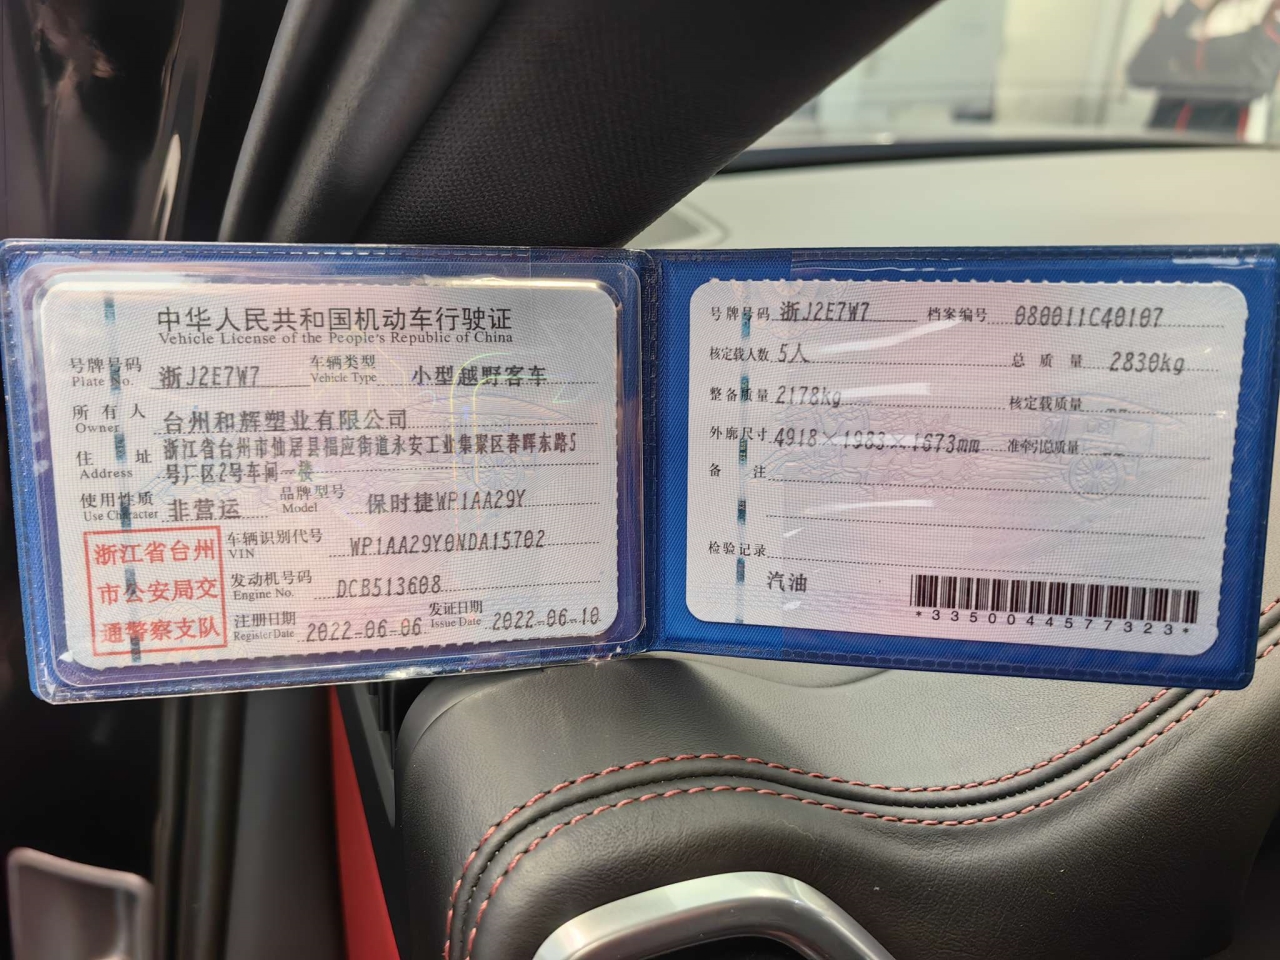 中华人民共和国机动车行驶证
Vehicle License of the People's Republic of China
号牌号码 Plate No. 浙J2E7W7 车辆类型 Vehicle Type 小型越野客车
所有人 Owner 台州和辉塑业有限公司
住址 Address 浙江省台州市仙居县福应街道永安工业集聚区春晖东路5
号厂区2号车间一楼
使用性质 Use Character 非营运 品牌型号 Model 保时捷WP1AA29Y
浙江省台州
市公安局交
通警察支队
车辆识别代号 VIN WP1AA29Y0NDA15702
发动机号码 Engine No. DCB513608
注册日期 Register Date 2022-06-06 发证日期 Issue Date 2022-06-10
号牌号码 浙J2E7W7 档案编号 080011C40107
核定载人数 5人 总质量 2830kg
整备质量 2178kg 核定载质量 --
外廓尺寸 4918×1983×1673mm 准牵引总质量 --
备注
检验记录
汽油
*3350044577323*